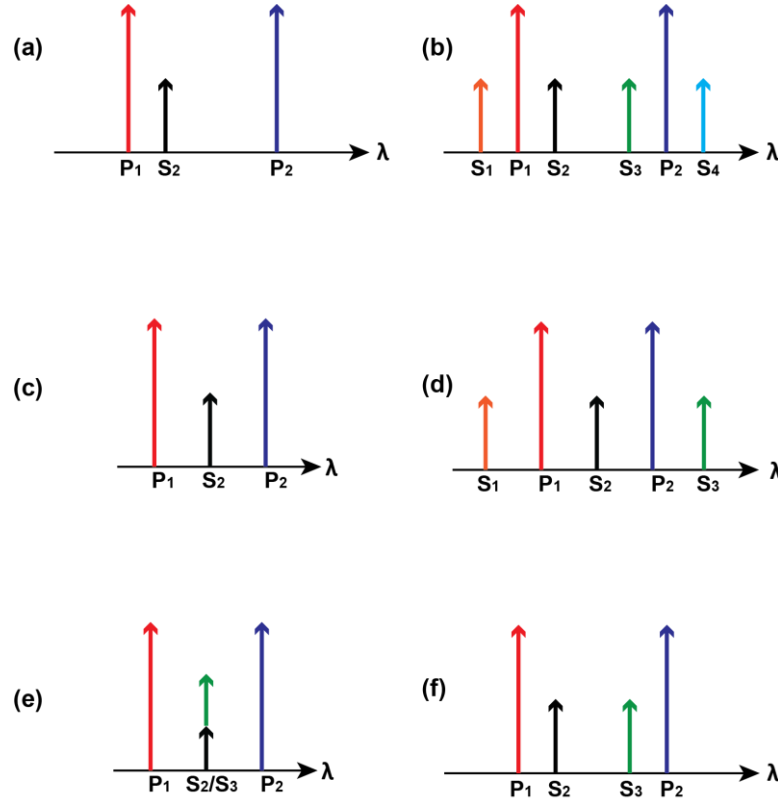 (a)
P1 S2 P2 λ
(b)
S1 P1 S2 S3 P2 S4 λ
(c)
P1 S2 P2 λ
(d)
S1 P1 S2 P2 S3 λ
(e)
P1 S2/S3 P2 λ
(f)
P1 S2 S3 P2 λ